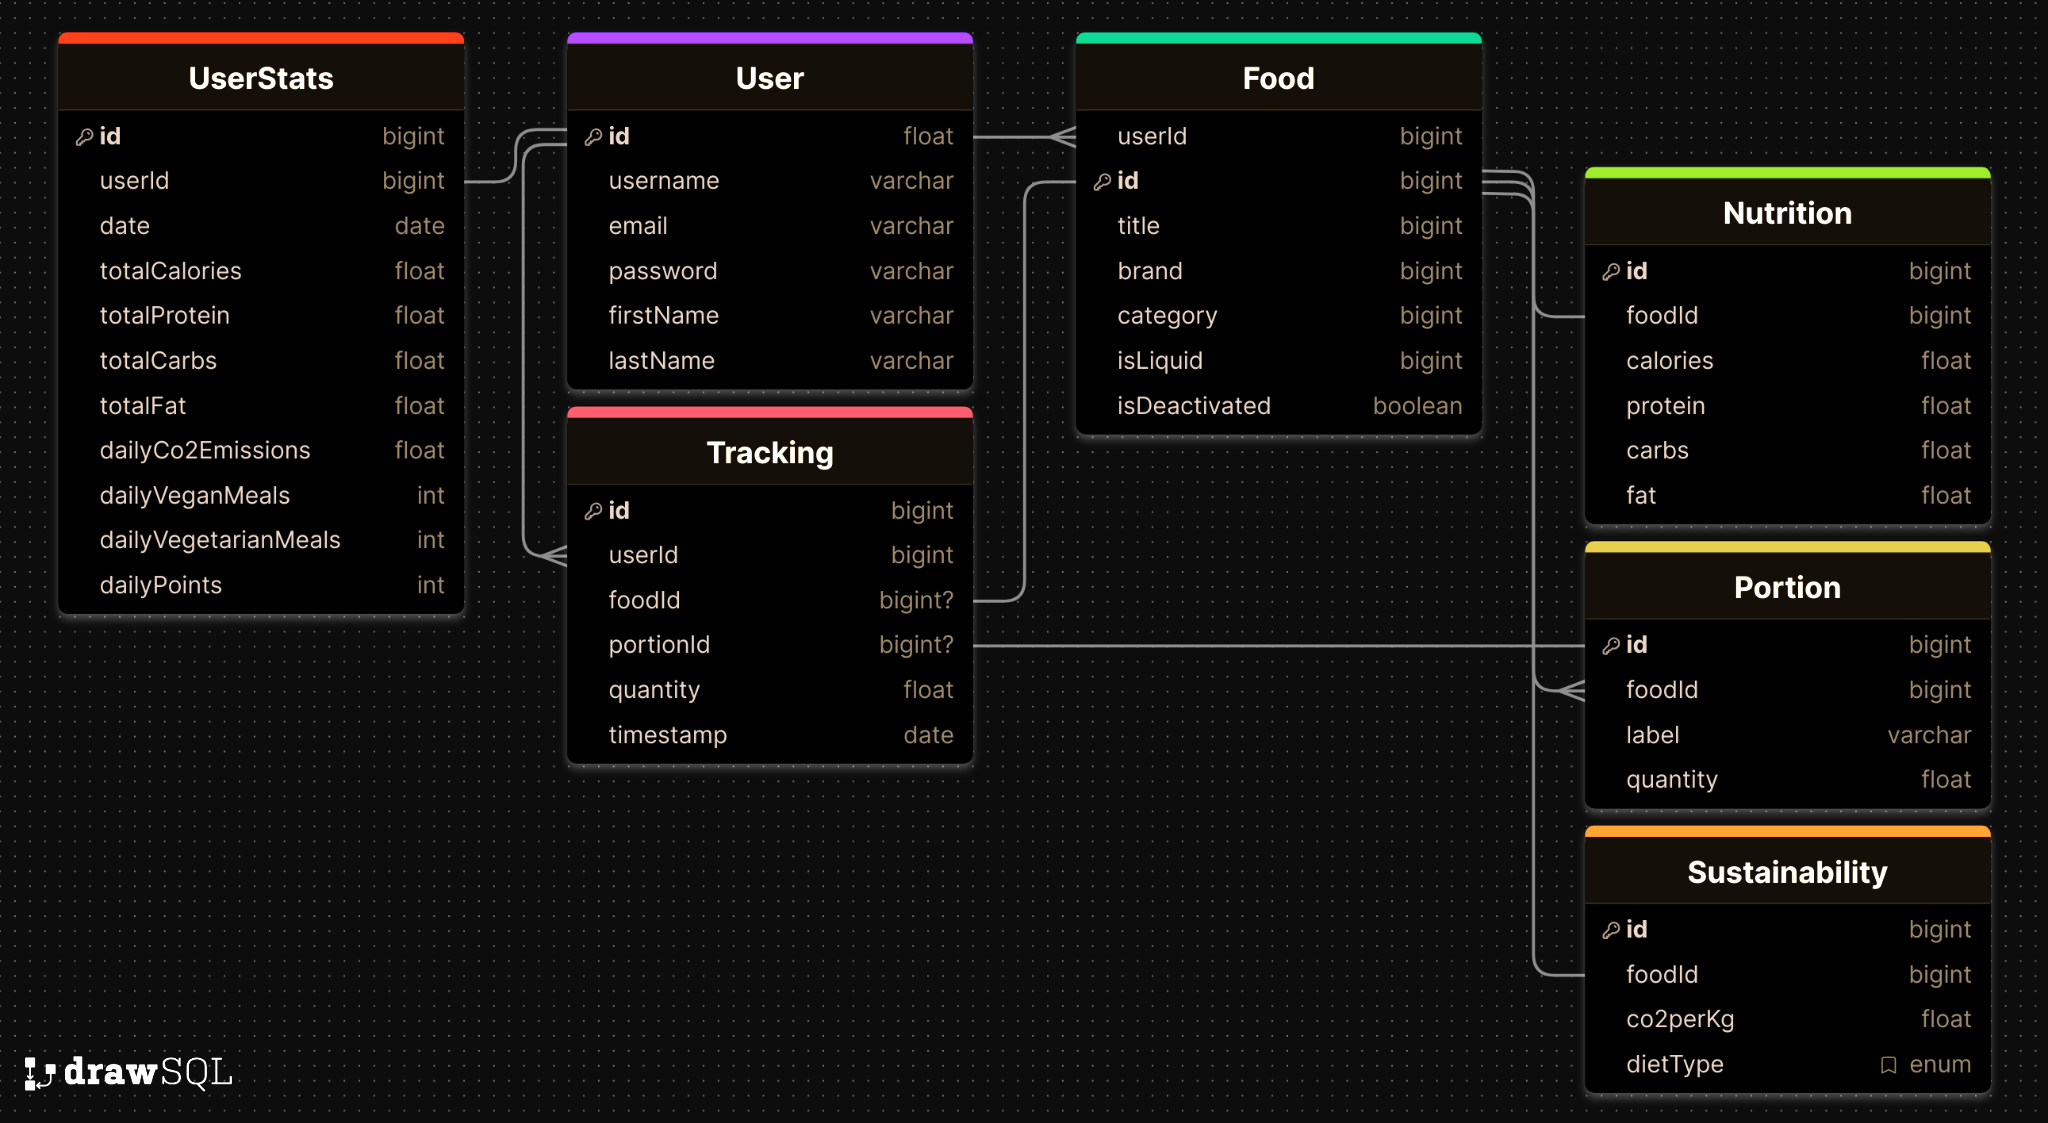 UserStats
id bigint
userId bigint
date date
totalCalories float
totalProtein float
totalCarbs float
totalFat float
dailyCo2Emissions float
dailyVeganMeals int
dailyVegetarianMeals int
dailyPoints int
User
id float
username varchar
email varchar
password varchar
firstName varchar
lastName varchar
Tracking
id bigint
userId bigint
foodId bigint?
portionId bigint?
quantity float
timestamp date
Food
userId bigint
id bigint
title bigint
brand bigint
category bigint
isLiquid bigint
isDeactivated boolean
Nutrition
id bigint
foodId bigint
calories float
protein float
carbs float
fat float
Portion
id bigint
foodId bigint
label varchar
quantity float
Sustainability
id bigint
foodId bigint
co2perKg float
dietType enum
drawSQL